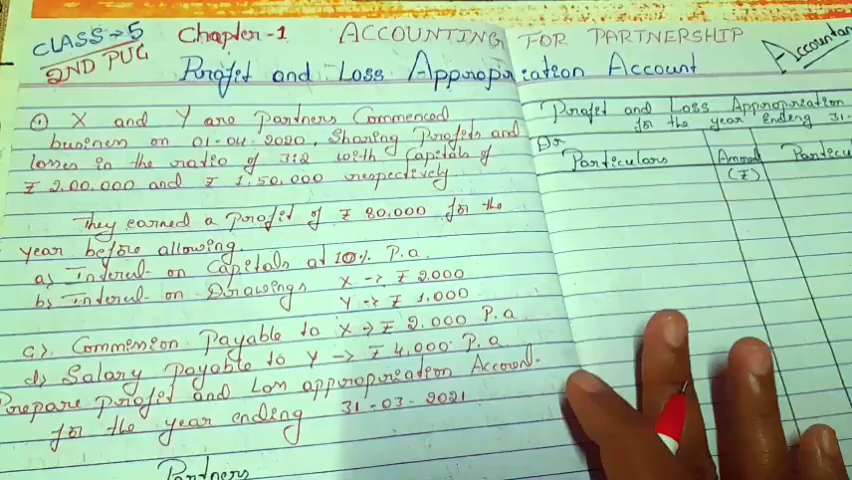 CLASS → 5
2ND PUC
Chapter-1 ACCOUNTING FOR PARTNERSHIP
Profit and Loss Appropriation Account
Accountan
① X and Y are Partners Commenced
business on 01-04-2020, Sharing Profits and
losses in the ratio of 3:2 with Capitals of
₹ 2,00,000 and ₹ 1,50,000 respectively
They earned a profit of ₹ 80,000 for the
year before allowing.
a) Interest on Capitals at 10% P.a.
b) Interest on Drawings X → ₹ 2,000
Y → ₹ 1,000
c) Commission Payable to X → ₹ 2,000 P.a
d) Salary payable to Y → ₹ 4,000 P.a
Prepare profit and Loss appropriation Account.
for the year ending 31-03-2021
Partners
Profit and Loss Appropriation
for the year Ending 31-
Dr
Particulars Amount Particu
(₹)